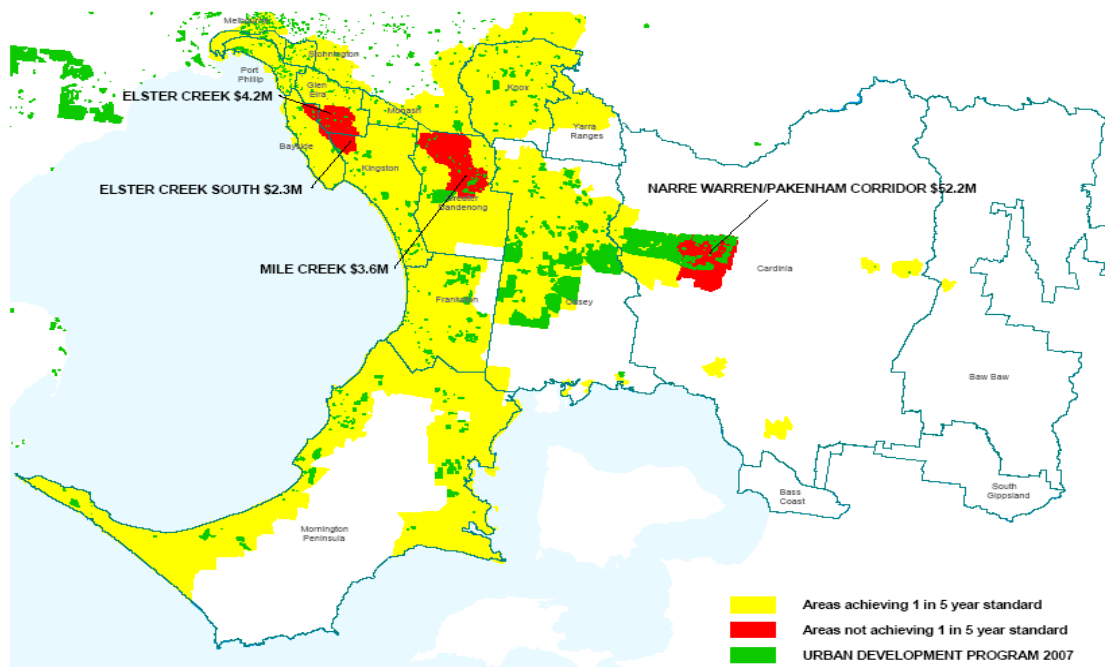 Melbourne
Stonnington
Port
Phillip
Glen
Eira
ELSTER CREEK $4.2M
Monash
Knox
Yarra
Ranges
Bayside
Kingston
ELSTER CREEK SOUTH $2.3M
NARRE WARREN/PAKENHAM CORRIDOR $52.2M
Greater
Dandenong
MILE CREEK $3.6M
Cardinia
Frankston
Casey
Baw Baw
Bass
Coast
South
Gippsland
Mornington
Peninsula
Areas achieving 1 in 5 year standard
Areas not achieving 1 in 5 year standard
URBAN DEVELOPMENT PROGRAM 2007